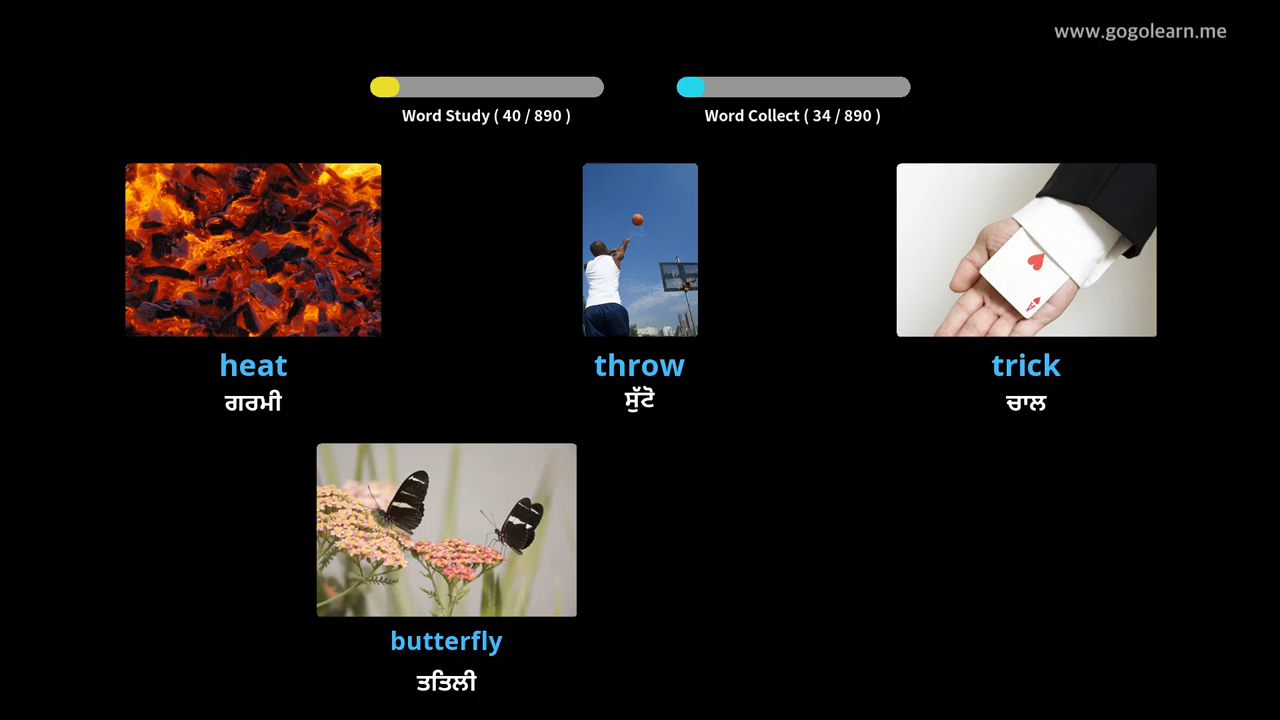 www.gogolearn.me
Word Study ( 40 / 890 )
Word Collect ( 34 / 890 )
heat
throw
trick
ਗਰਮੀ
ਸੁੱਟੋ
ਚਾਲ
butterfly
ਤਤਿਲੀ